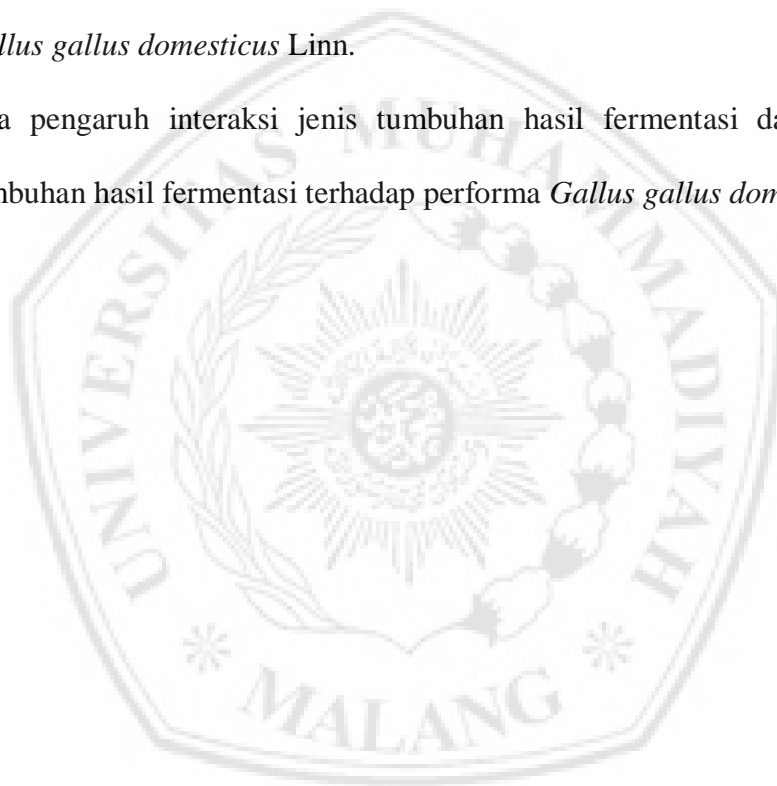 llus gallus domesticus Linn.
a pengaruh interaksi jenis tumbuhan hasil fermentasi da
nbuhan hasil fermentasi terhadap performa Gallus gallus dom
UNIVERSITAS MUHAMMADIYAH
MALANG